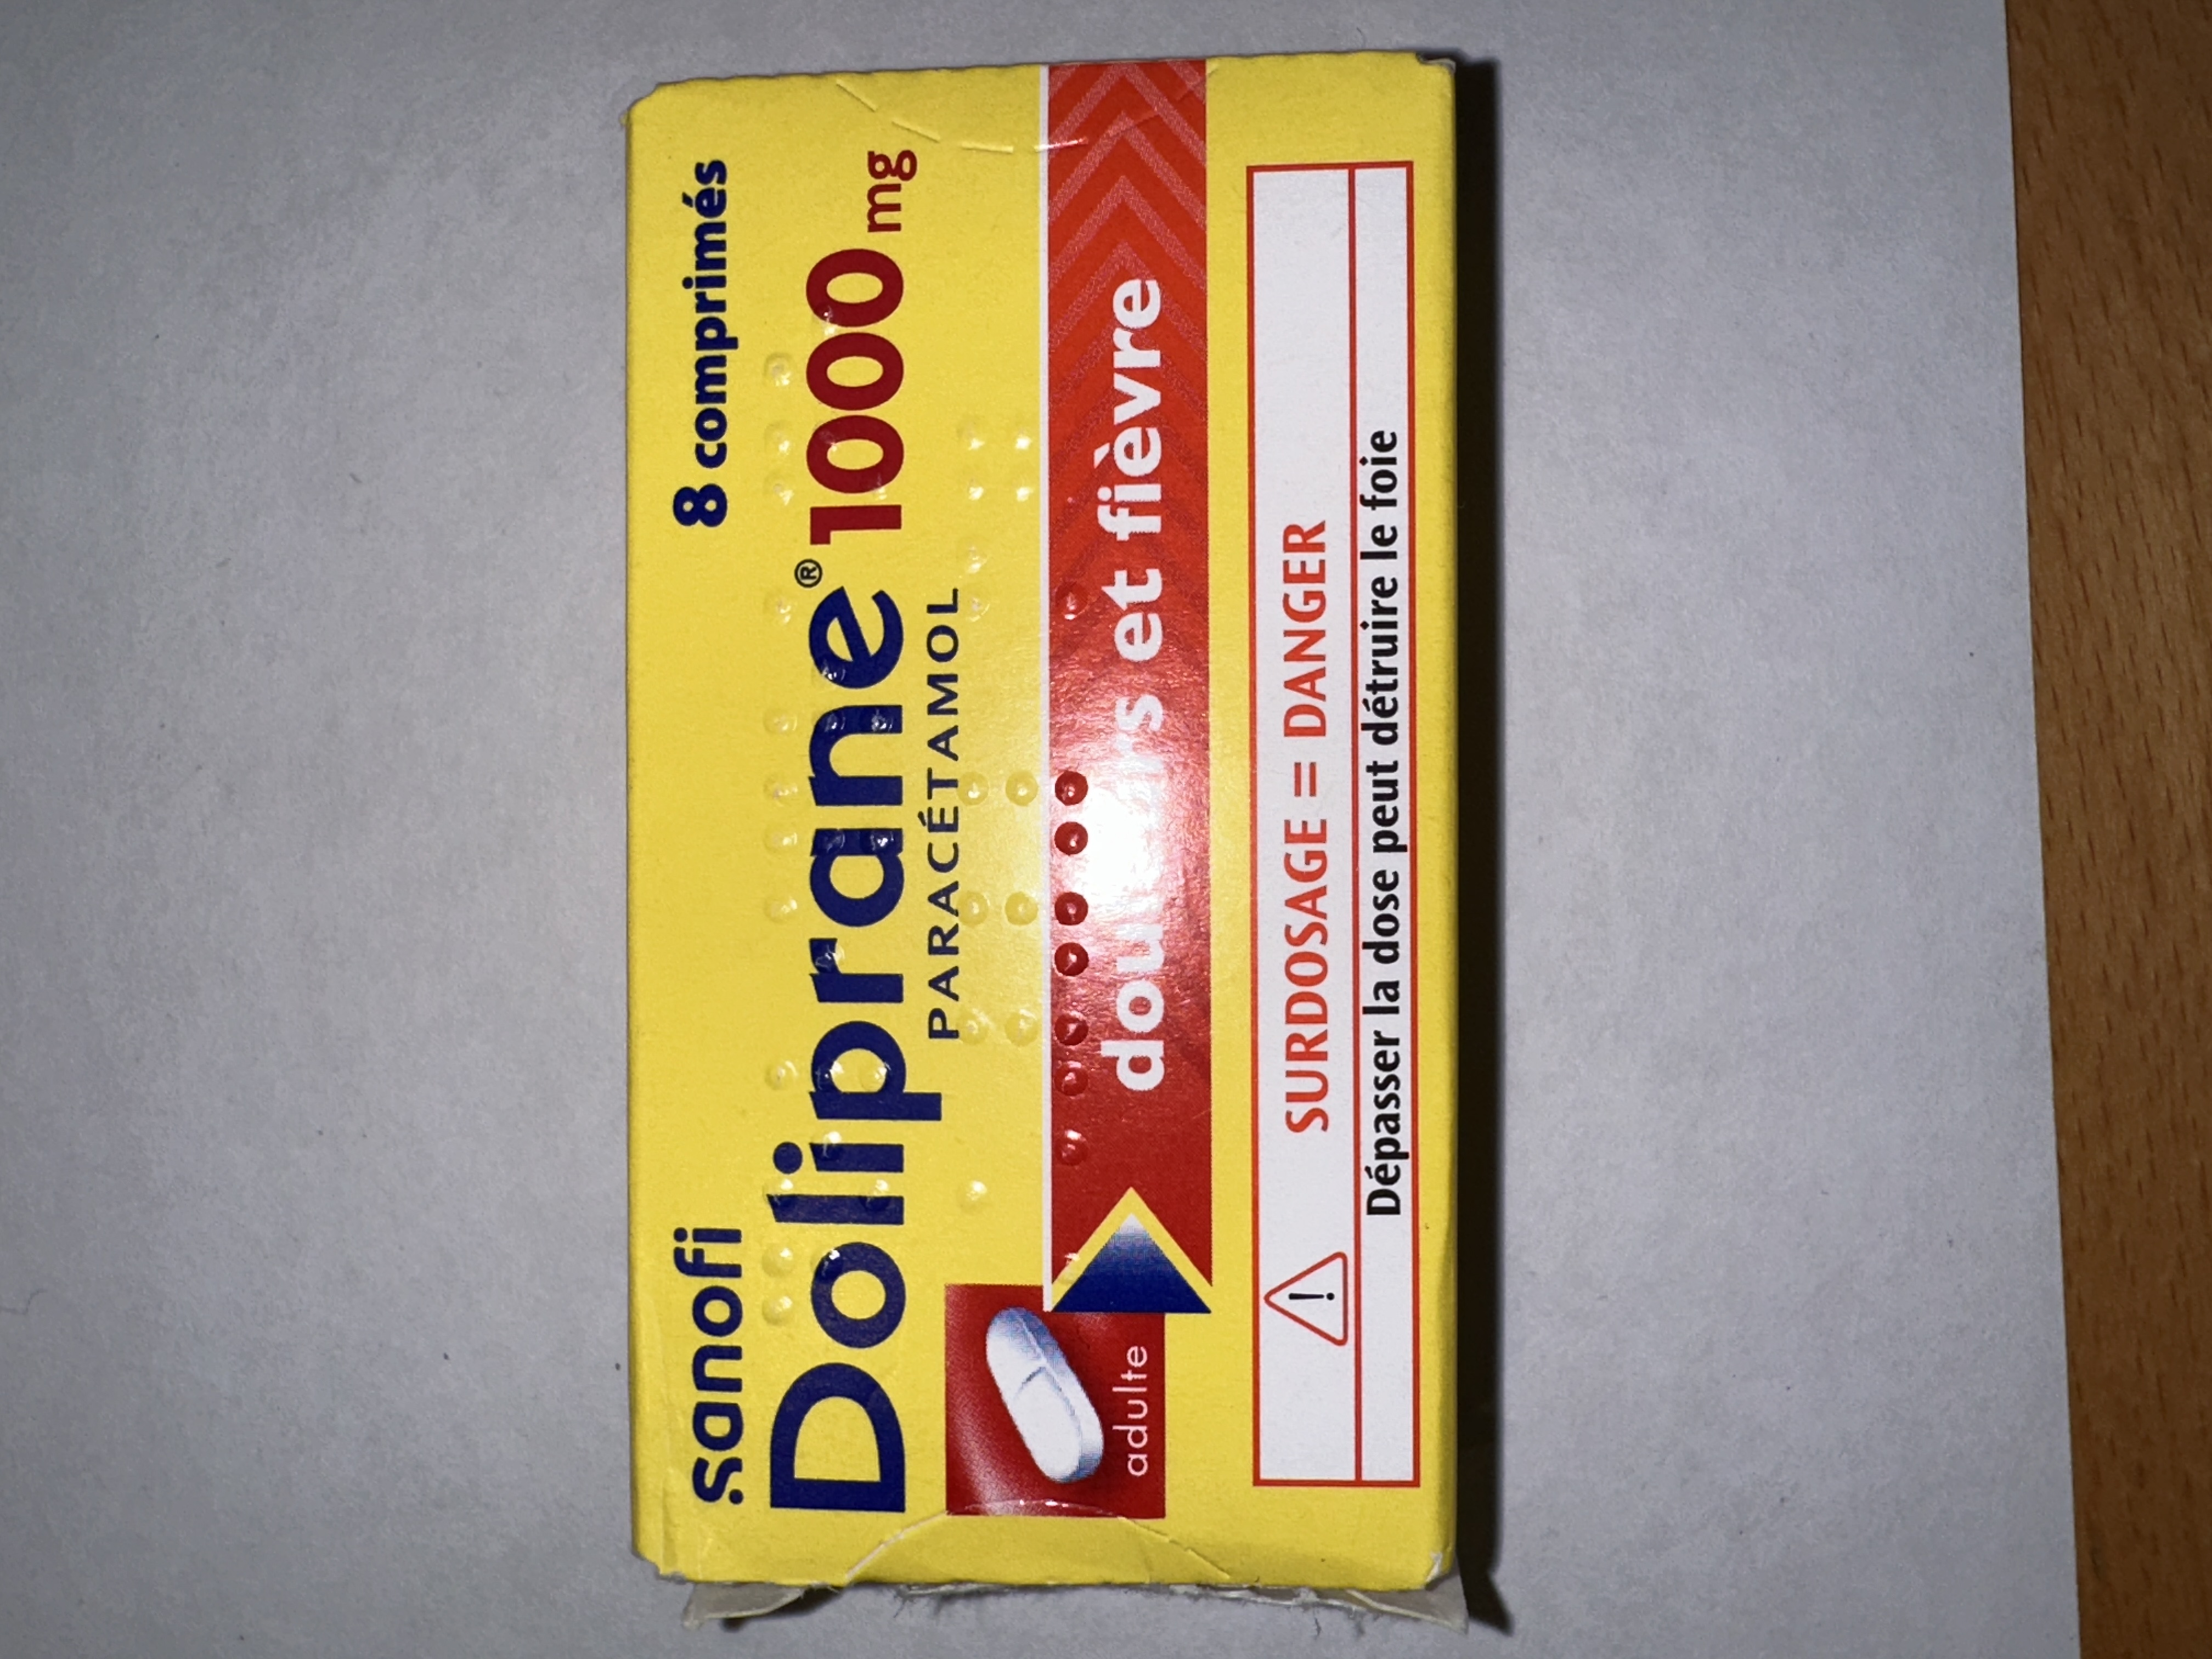 sanofi
8 comprimés
Doliprane® 1000 mg
PARACÉTAMOL
douleurs et fièvre
adulte
SURDOSAGE = DANGER
Dépasser la dose peut détruire le foie